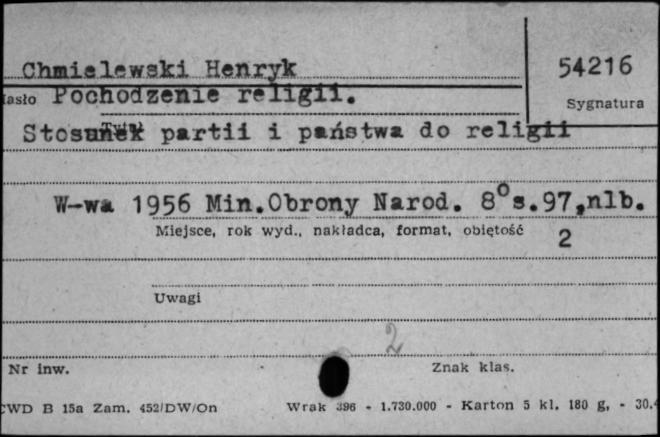 Chmielewski Henryk
54216
asło Pochodzenie religii.
Sygnatura
Stosunek partii i państwa do religii
W-wa 1956 Min.Obrony Narod. 8° s.97,nlb.
Miejsce, rok wyd., nakładca, format, objętość
2
Uwagi
2
Nr inw.
Znak klas.
CWD B 15a Zam. 452/DW/On Wrak 396 - 1.730.000 - Karton 5 kl. 180 g, - 30.4